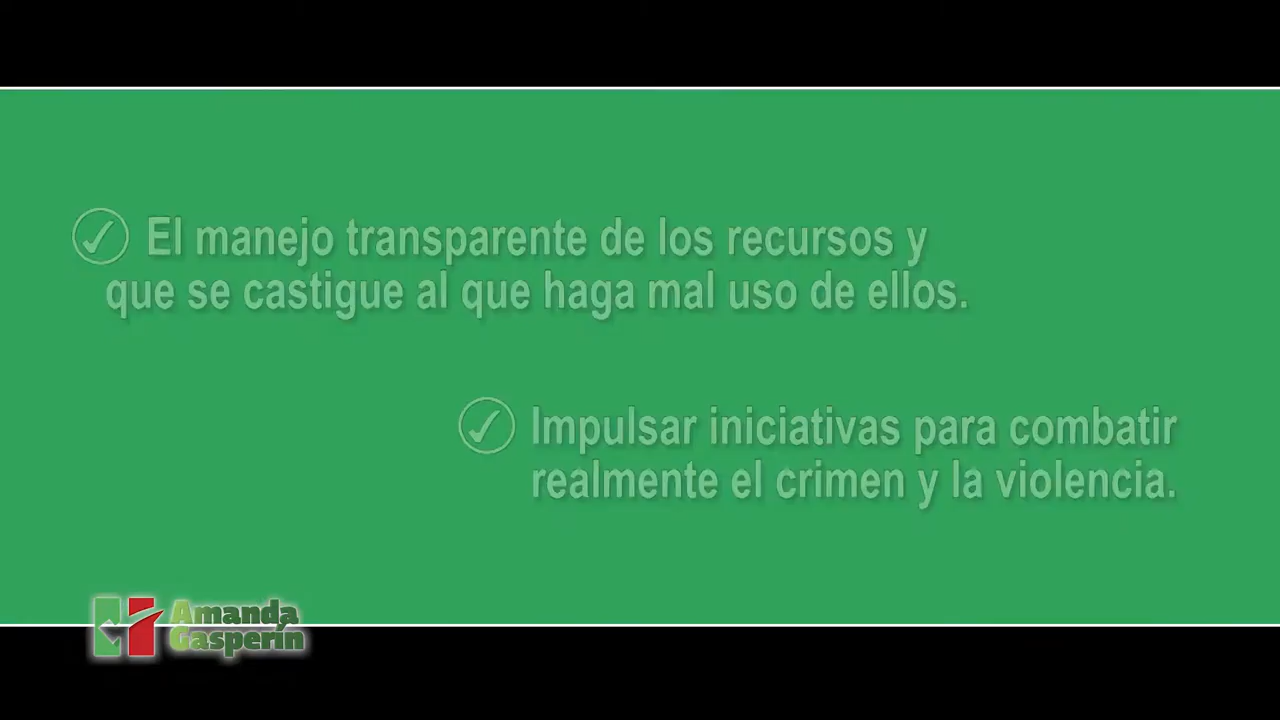 El manejo transparente de los recursos y
que se castigue al que haga mal uso de ellos.
Impulsar iniciativas para combatir
realmente el crimen y la violencia.
Amanda
Gasperín